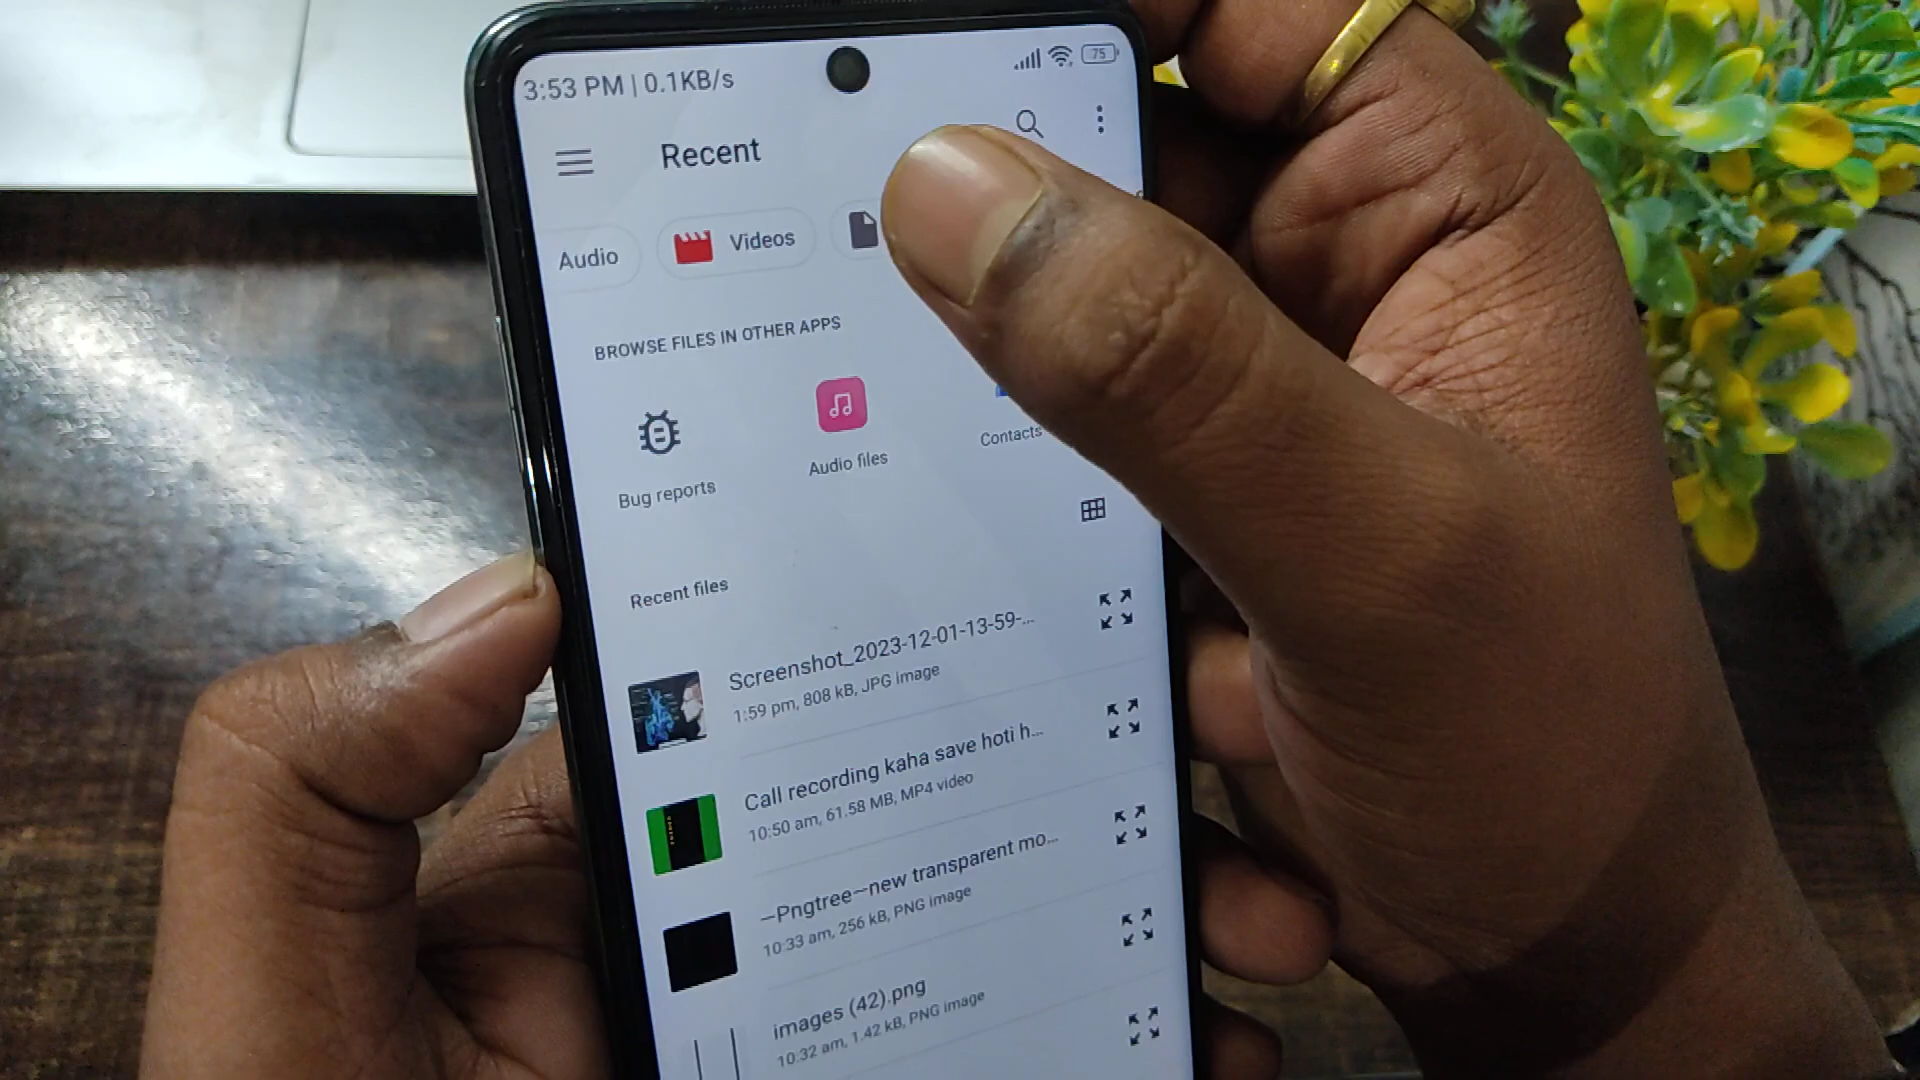 3:53 PM | 0.1KB/s 75
Recent
Audio Videos
BROWSE FILES IN OTHER APPS
Bug reports Audio files Contacts
Recent files
Screenshot_2023-12-01-13-59-...
1:59 pm, 808 kB, JPG image
Call recording kaha save hoti h...
10:50 am, 61.58 MB, MP4 video
—Pngtree—new transparent mo...
10:33 am, 256 kB, PNG image
images (42).png
10:32 am, 1.42 kB, PNG image